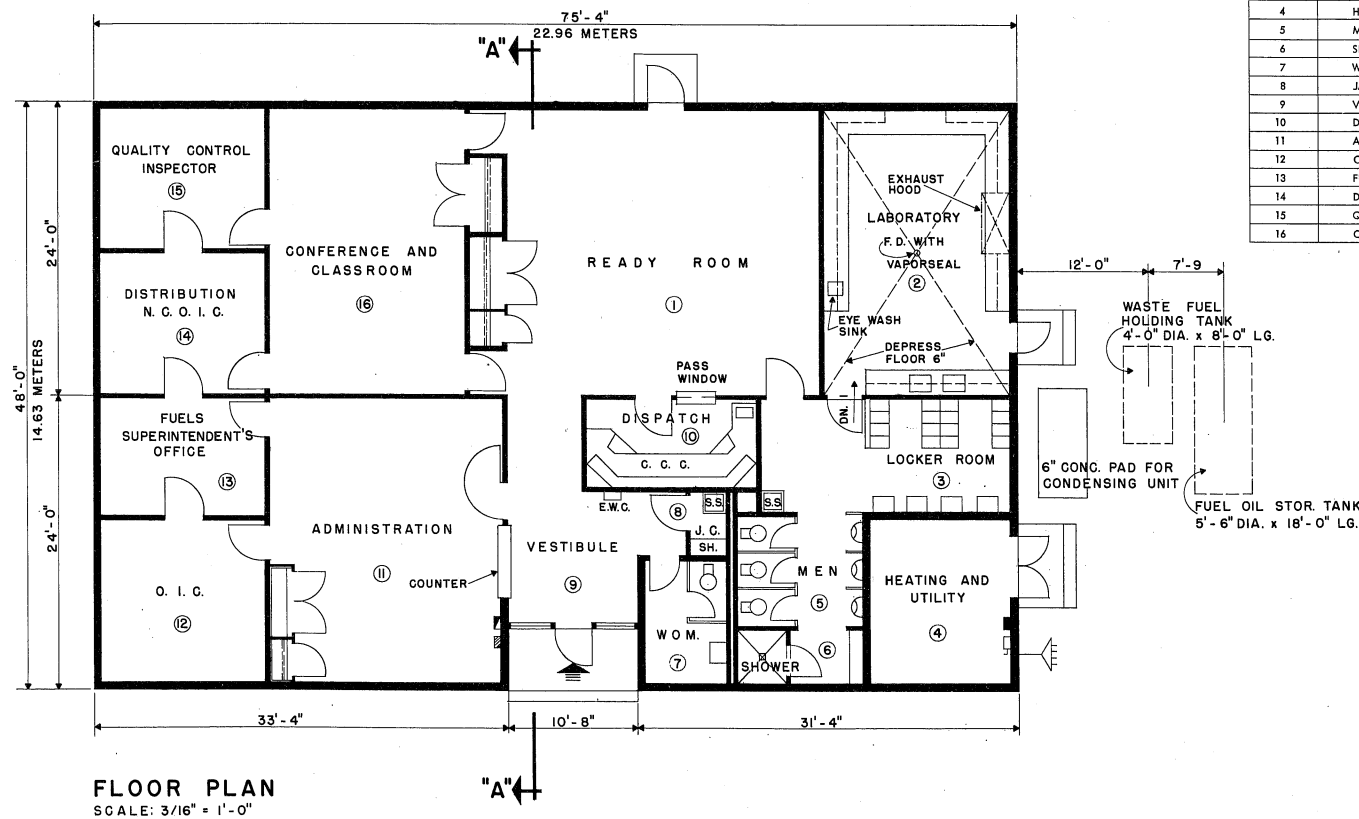 75'-4"
22.96 METERS
"A"
4 H
5 M
6 S
7 W
8 J
9 V
10 D
11 A
12 C
13 F
14 D
15 Q
16 C
QUALITY CONTROL
INSPECTOR
15
24'-0"
48'-0"
14.63 METERS
24'-0"
DISTRIBUTION
N.C.O.I.C.
14
CONFERENCE AND
CLASSROOM
16
READY ROOM
1
EXHAUST
HOOD
LABORATORY
F.D. WITH
VAPORSEAL
2
EYE WASH
SINK
DEPRESS
FLOOR 6"
12'-0"
7'-9
WASTE FUEL
HOLDING TANK
4'-0" DIA. x 8'-0" LG.
PASS
WINDOW
DN. 1
FUELS
SUPERINTENDENT'S
OFFICE
13
DISPATCH
10
C. C. C.
LOCKER ROOM
3
6" CONC. PAD FOR
CONDENSING UNIT
FUEL OIL STOR. TANK
5'-6" DIA. x 18'-0" LG.
E.W.C.
8
S.S
S.S
J. C.
SH.
ADMINISTRATION
11
COUNTER
VESTIBULE
9
MEN
5
HEATING AND
UTILITY
4
O. I. C.
12
WOM.
7
SHOWER
6
33'-4"
10'-8"
31'-4"
"A"
FLOOR PLAN
SCALE: 3/16" = 1'-0"